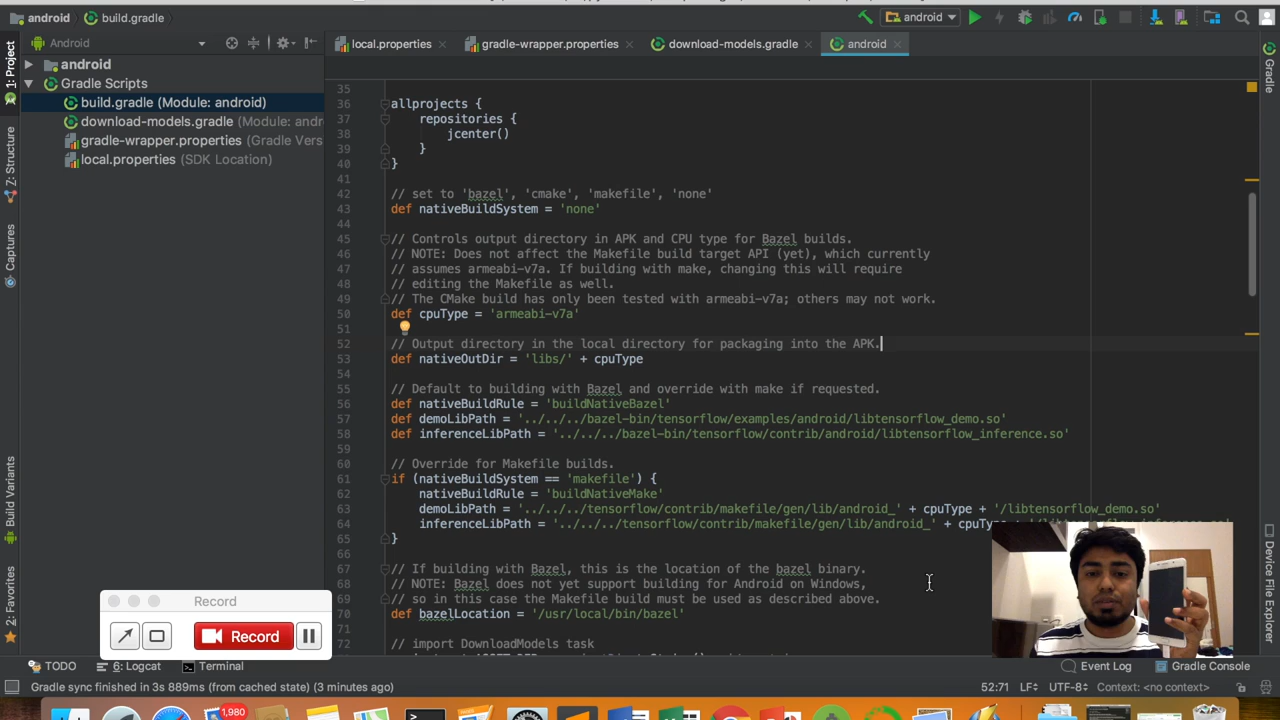 android
build.gradle
android
Android
local.properties
gradle-wrapper.properties
download-models.gradle
android
1: Project
Z: Structure
Captures
Build Variants
2: Favorites
Gradle
Device File Explorer
android
Gradle Scripts
build.gradle (Module: android)
download-models.gradle (Module: andr
gradle-wrapper.properties (Gradle Vers
local.properties (SDK Location)
35
36 allprojects {
37 repositories {
38 jcenter()
39 }
40 }
41
42 // set to 'bazel', 'cmake', 'makefile', 'none'
43 def nativeBuildSystem = 'none'
44
45 // Controls output directory in APK and CPU type for Bazel builds.
46 // NOTE: Does not affect the Makefile build target API (yet), which currently
47 // assumes armeabi-v7a. If building with make, changing this will require
48 // editing the Makefile as well.
49 // The CMake build has only been tested with armeabi-v7a; others may not work.
50 def cpuType = 'armeabi-v7a'
51
52 // Output directory in the local directory for packaging into the APK.
53 def nativeOutDir = 'libs/' + cpuType
54
55 // Default to building with Bazel and override with make if requested.
56 def nativeBuildRule = 'buildNativeBazel'
57 def demoLibPath = '../../../bazel-bin/tensorflow/examples/android/libtensorflow_demo.so'
58 def inferenceLibPath = '../../../bazel-bin/tensorflow/contrib/android/libtensorflow_inference.so'
59
60 // Override for Makefile builds.
61 if (nativeBuildSystem == 'makefile') {
62 nativeBuildRule = 'buildNativeMake'
63 demoLibPath = '../../../tensorflow/contrib/makefile/gen/lib/android_' + cpuType + '/libtensorflow_demo.so'
64 inferenceLibPath = '../../../tensorflow/contrib/makefile/gen/lib/android_' +
65 }
66
67 // If building with Bazel, this is the location of the bazel binary.
68 // NOTE: Bazel does not yet support building for Android on Windows,
69 // so in this case the Makefile build must be used as described above.
70 def bazelLocation = '/usr/local/bin/bazel'
71
72 // import DownloadModels task
Record
Record
TODO
6: Logcat
Terminal
Event Log
Gradle Console
Gradle sync finished in 3s 889ms (from cached state) (3 minutes ago)
52:71 LF UTF-8 Context: <no context>
1,980